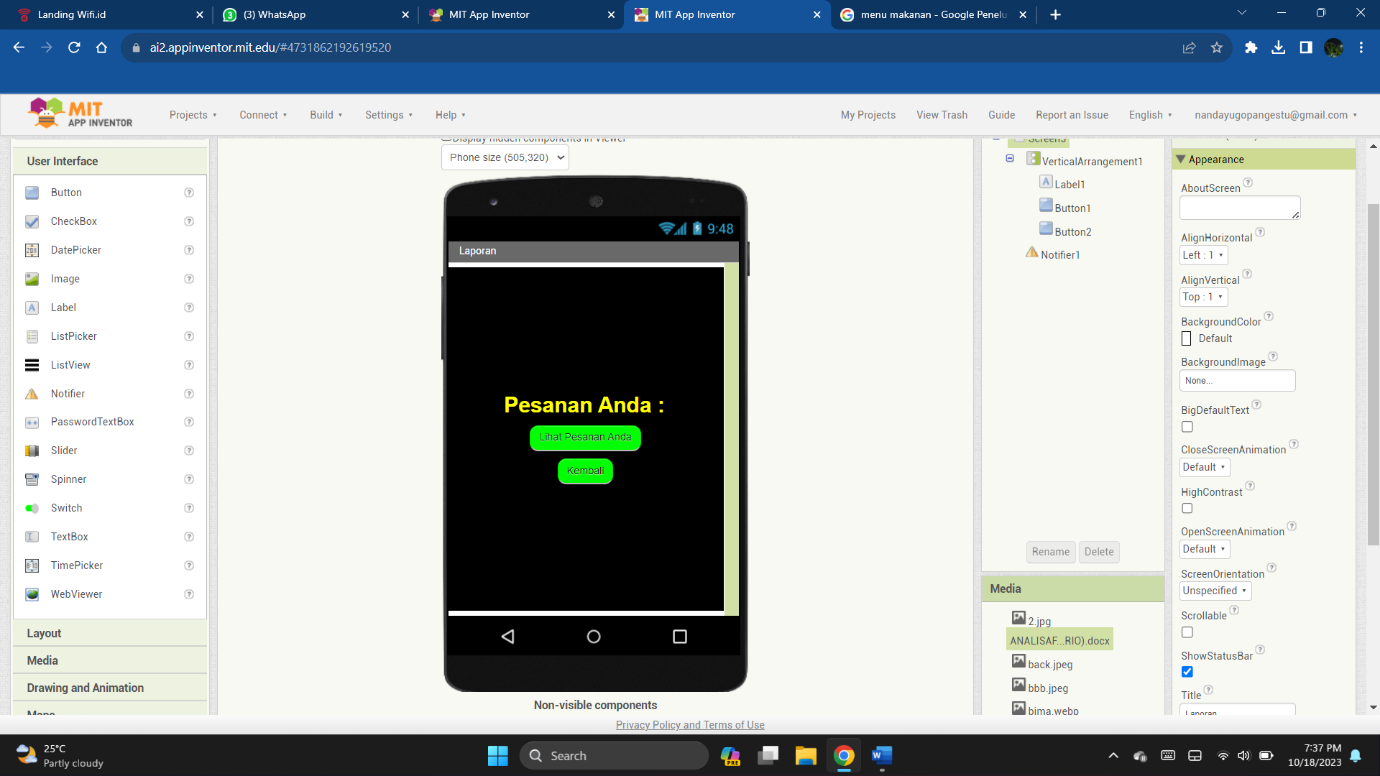 Landing Wifi.id
(3) WhatsApp
MIT App Inventor
MIT App Inventor
menu makanan - Google Penelu
ai2.appinventor.mit.edu/#4731862192619520
MIT
APP INVENTOR
Projects
Connect
Build
Settings
Help
My Projects
View Trash
Guide
Report an Issue
English
nandayugopangestu@gmail.com
User Interface
Button
CheckBox
DatePicker
Image
Label
ListPicker
ListView
Notifier
PasswordTextBox
Slider
Spinner
Switch
TextBox
TimePicker
WebViewer
Layout
Media
Drawing and Animation
Maps
Display hidden components in Viewer
Phone size (505,320)
9:48
Laporan
Pesanan Anda :
Lihat Pesanan Anda
Kembali
Non-visible components
Screen5
VerticalArrangement1
Label1
Button1
Button2
Notifier1
Rename
Delete
Media
2.jpg
ANALISAF...RIO).docx
back.jpeg
bbb.jpeg
bima.webp
Appearance
AboutScreen
AlignHorizontal
Left : 1
AlignVertical
Top : 1
BackgroundColor
Default
BackgroundImage
None...
BigDefaultText
CloseScreenAnimation
Default
HighContrast
OpenScreenAnimation
Default
ScreenOrientation
Unspecified
Scrollable
ShowStatusBar
Title
Laporan
Privacy Policy and Terms of Use
25°C
Partly cloudy
Search
PRE
7:37 PM
10/18/2023